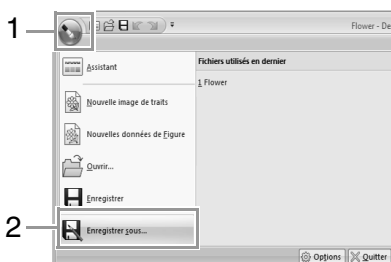 1
Flower - De
Assistant
Fichiers utilisés en dernier
1 Flower
Nouvelle image de traits
Nouvelles données de Figure
Ouvrir...
Enregistrer
2
Enregistrer sous...
Options
Quitter